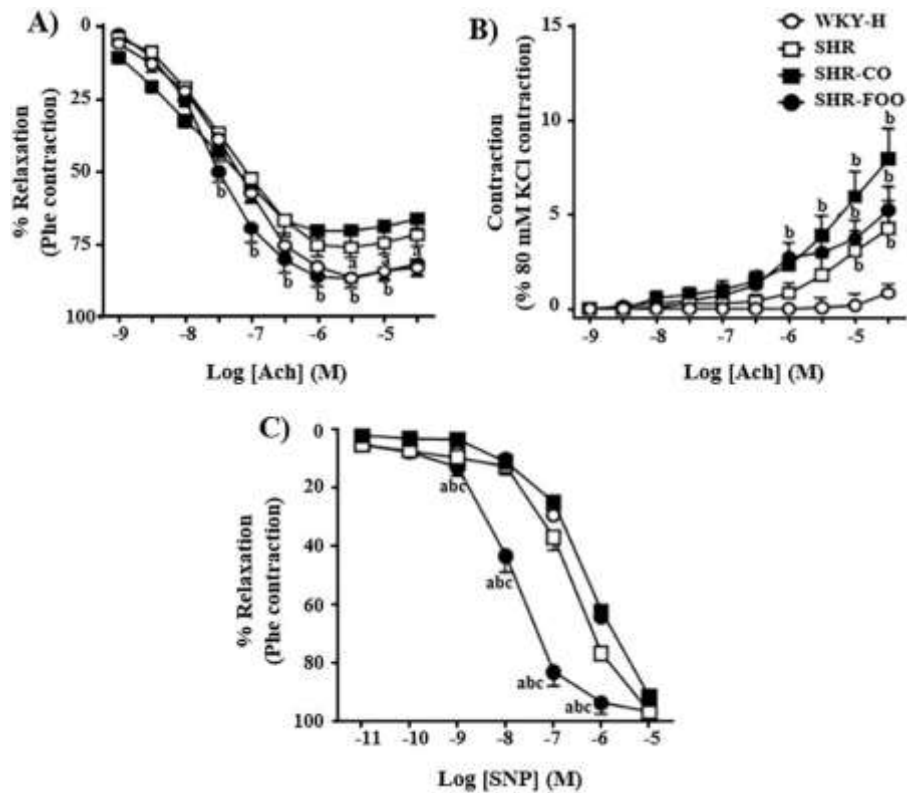 A)
% Relaxation
(Phe contraction)
0
25
50
75
100
b
b
b
b
a
b
a
b
a
-9
-8
-7
-6
-5
Log [Ach] (M)
B)
Contraction
(% 80 mM KCl contraction)
15
10
5
0
WKY-H
SHR
SHR-CO
SHR-FOO
b
b
b
b
b
b
b
b
-9
-8
-7
-6
-5
Log [Ach] (M)
C)
% Relaxation
(Phe contraction)
0
20
40
60
80
100
abc
abc
abc
abc
-11
-10
-9
-8
-7
-6
-5
Log [SNP] (M)